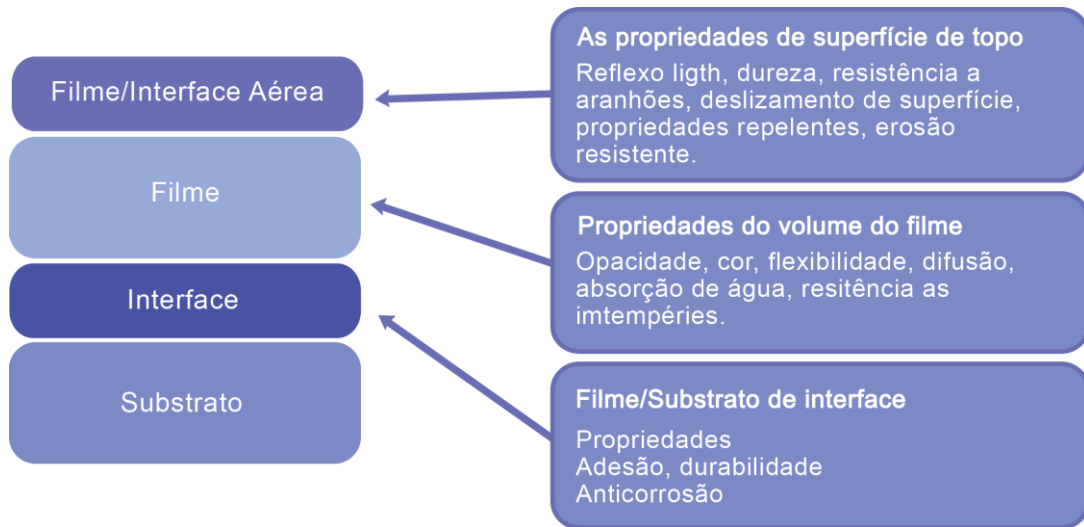 Filme/Interface Aérea
Filme
Interface
Substrato
As propriedades de superfície de topo
Reflexo ligth, dureza, resistência a
aranhões, deslizamento de superfície,
propriedades repelentes, erosão
resistente.
Propriedades do volume do filme
Opacidade, cor, flexibilidade, difusão,
absorção de água, resitência as
imtempéries.
Filme/Substrato de interface
Propriedades
Adesão, durabilidade
Anticorrosão